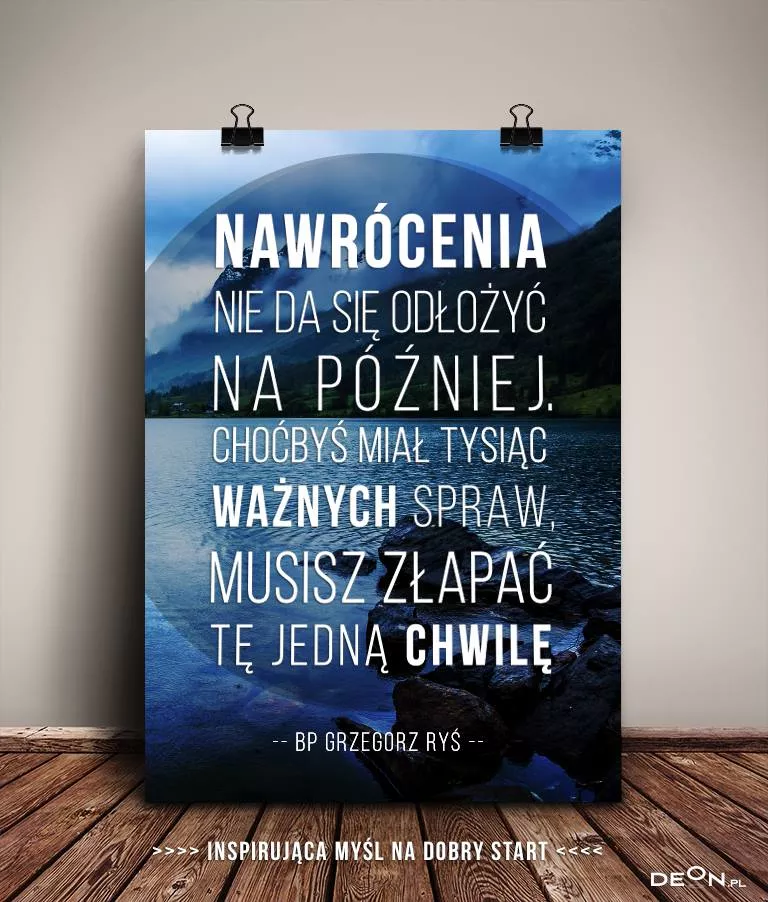 NAWRÓCENIA
NIE DA SIĘ ODŁOŻYĆ
NA PÓŹNIEJ.
CHOĆBYŚ MIAŁ TYSIĄC
WAŻNYCH SPRAW,
MUSISZ ZŁAPAĆ
TĘ JEDNĄ CHWILĘ
-- BP GRZEGORZ RYŚ --
>>>> INSPIRUJĄCA MYŚL NA DOBRY START <<<<
DEON.PL